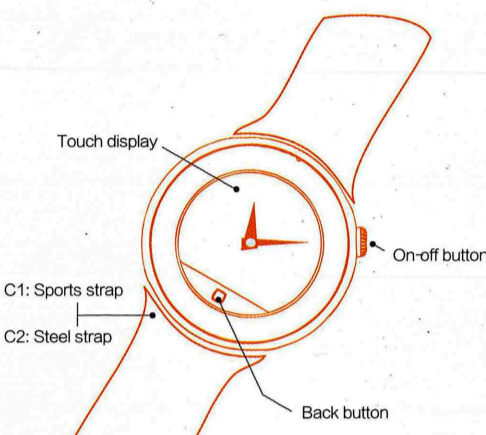 Touch display
On-off button
C1: Sports strap
C2: Steel strap
Back button